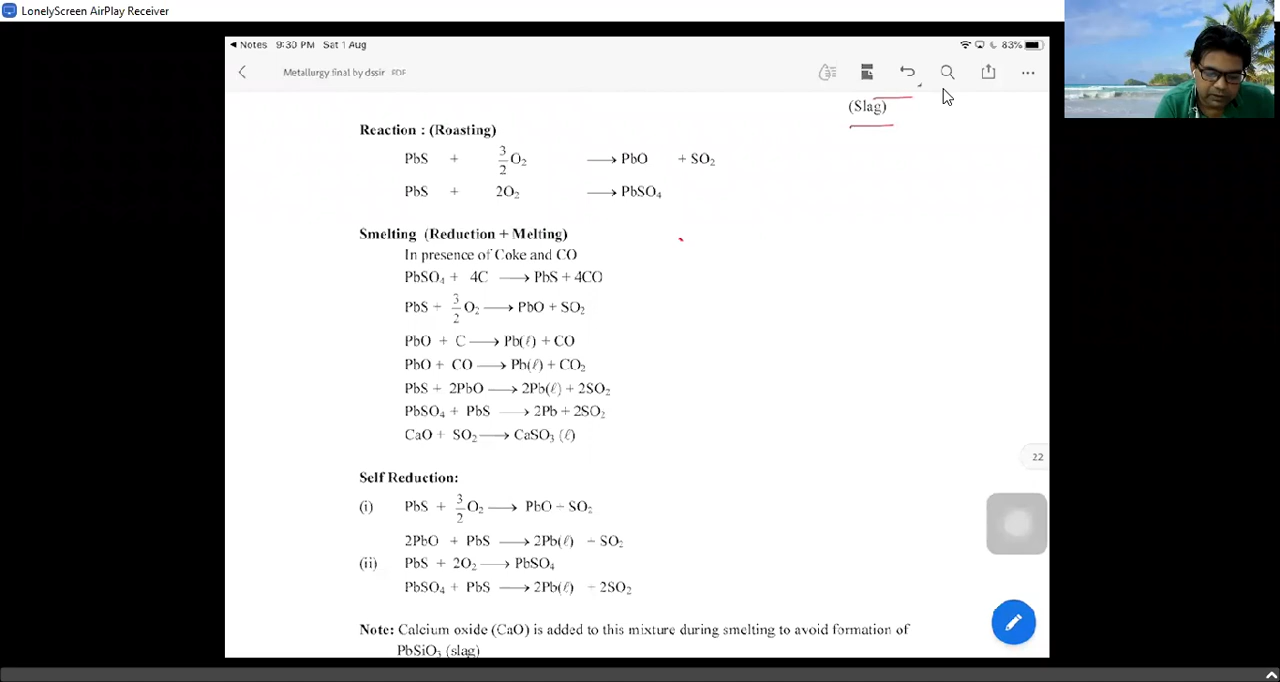 LonelyScreen AirPlay Receiver
Notes 9:30 PM Sat 1 Aug 83%
Metallurgy final by dssir PDF
(Slag)
Reaction : (Roasting)
PbS + 3/2 O₂ ⟶ PbO + SO₂
PbS + 2O₂ ⟶ PbSO₄
Smelting (Reduction + Melting)
In presence of Coke and CO
PbSO₄ + 4C ⟶ PbS + 4CO
PbS + 3/2 O₂ ⟶ PbO + SO₂
PbO + C ⟶ Pb(ℓ) + CO
PbO + CO ⟶ Pb(ℓ) + CO₂
PbS + 2PbO ⟶ 2Pb(ℓ) + 2SO₂
PbSO₄ + PbS ⟶ 2Pb + 2SO₂
CaO + SO₂ ⟶ CaSO₃ (ℓ)
22
Self Reduction:
(i) PbS + 3/2 O₂ ⟶ PbO + SO₂
2PbO + PbS ⟶ 2Pb(ℓ) + SO₂
(ii) PbS + 2O₂ ⟶ PbSO₄
PbSO₄ + PbS ⟶ 2Pb(ℓ) + 2SO₂
Note: Calcium oxide (CaO) is added to this mixture during smelting to avoid formation of
PbSiO₃ (slag)